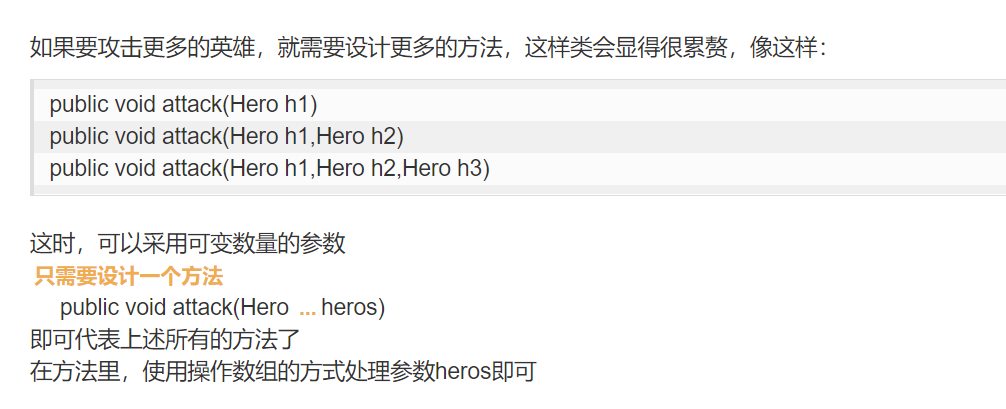 如果要攻击更多的英雄，就需要设计更多的方法，这样类会显得很累赘，像这样：
public void attack(Hero h1)
public void attack(Hero h1,Hero h2)
public void attack(Hero h1,Hero h2,Hero h3)
这时，可以采用可变数量的参数
只需要设计一个方法
public void attack(Hero ... heros)
即可代表上述所有的方法了
在方法里，使用操作数组的方式处理参数heros即可